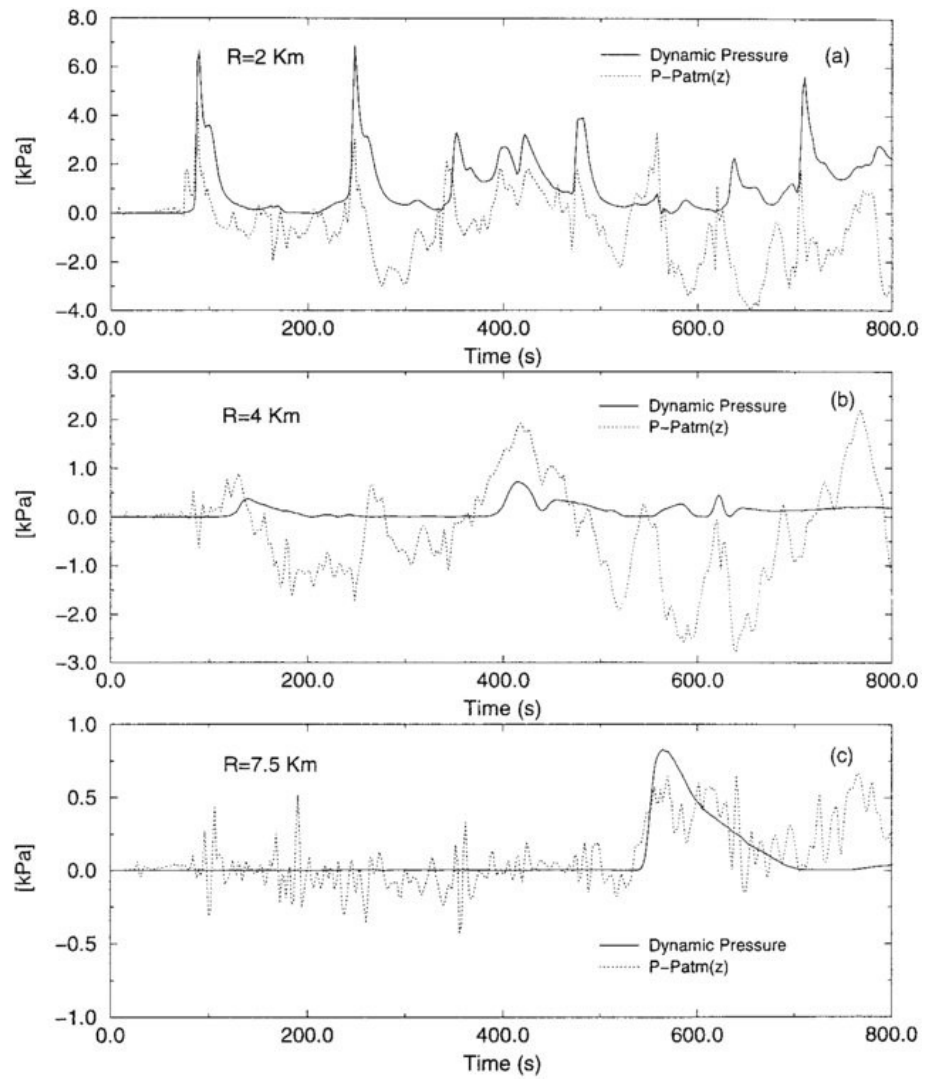 8.0
6.0
4.0
2.0
0.0
−2.0
−4.0
[kPa]
R=2 Km
Dynamic Pressure
P−Patm(z)
(a)
0.0 200.0 400.0 600.0 800.0
Time (s)
3.0
2.0
1.0
0.0
−1.0
−2.0
−3.0
[kPa]
R=4 Km
Dynamic Pressure
P−Patm(z)
(b)
0.0 200.0 400.0 600.0 800.0
Time (s)
1.0
0.5
0.0
−0.5
−1.0
[kPa]
R=7.5 Km
(c)
Dynamic Pressure
P−Patm(z)
0.0 200.0 400.0 600.0 800.0
Time (s)